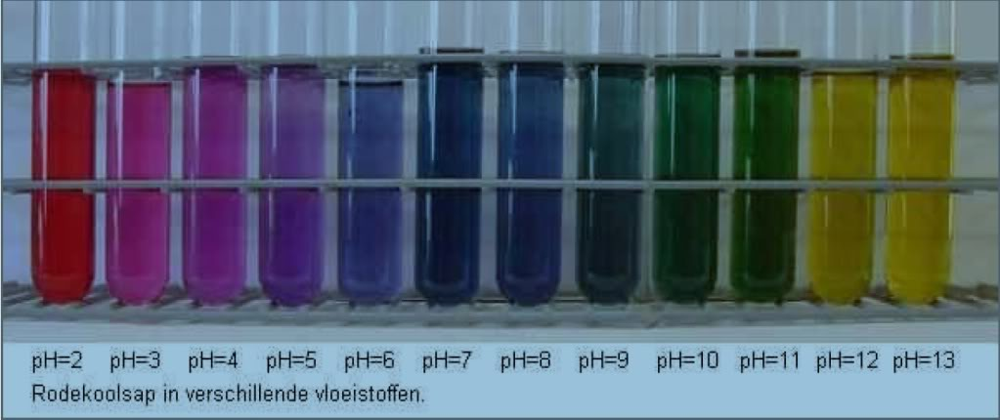 pH=2 pH=3 pH=4 pH=5 pH=6 pH=7 pH=8 pH=9 pH=10 pH=11 pH=12 pH=13
Rodekoolsap in verschillende vloeistoffen.